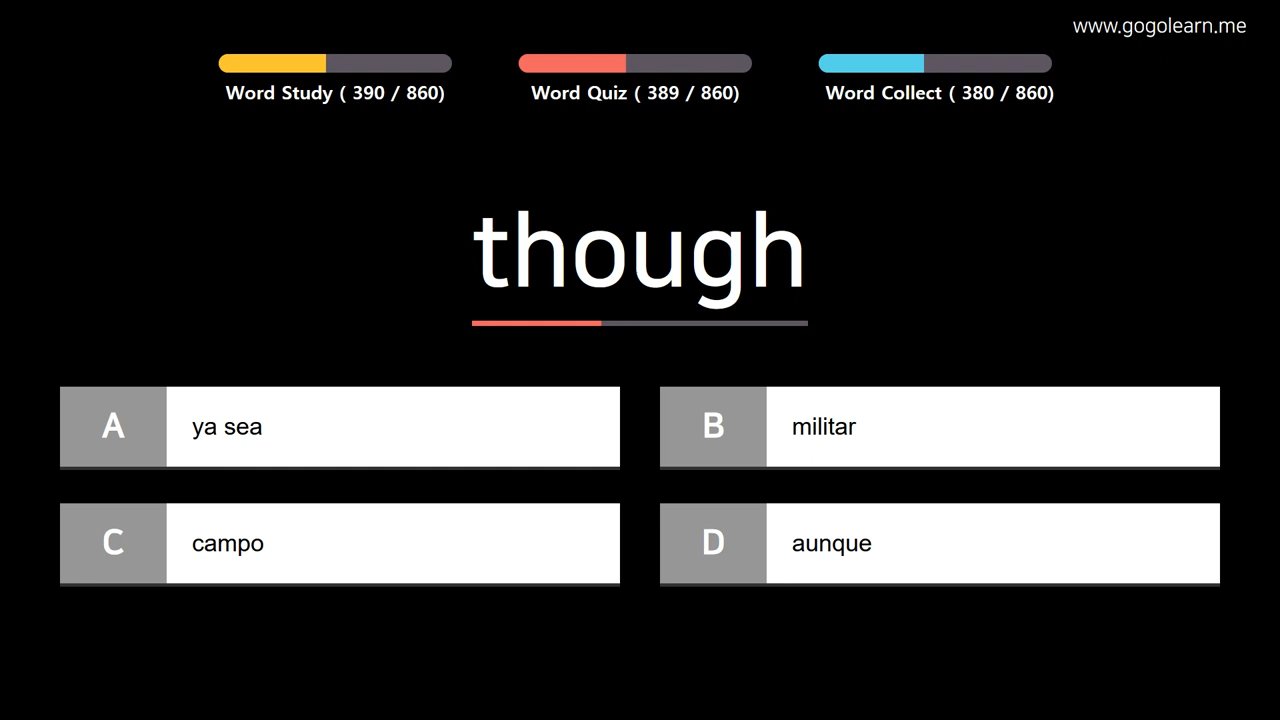 www.gogolearn.me
Word Study ( 390 / 860)
Word Quiz ( 389 / 860)
Word Collect ( 380 / 860)
though
A ya sea
B militar
C campo
D aunque